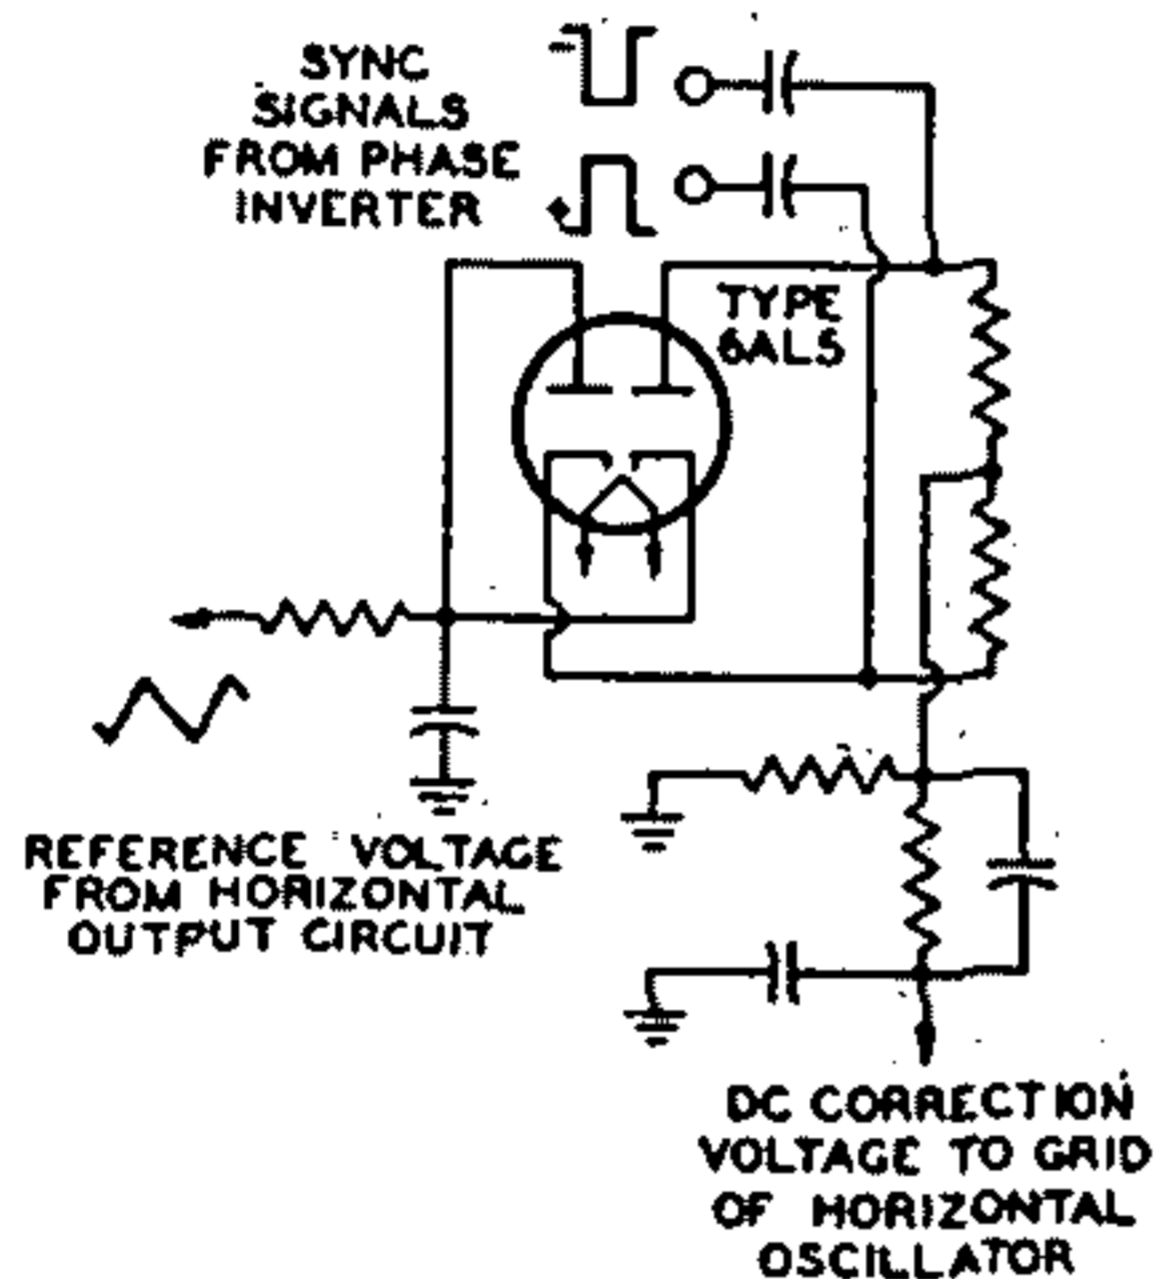 SYNC
SIGNALS
FROM PHASE
INVERTER
TYPE
6AL5
REFERENCE VOLTAGE
FROM HORIZONTAL
OUTPUT CIRCUIT
DC CORRECTION
VOLTAGE TO GRID
OF HORIZONTAL
OSCILLATOR